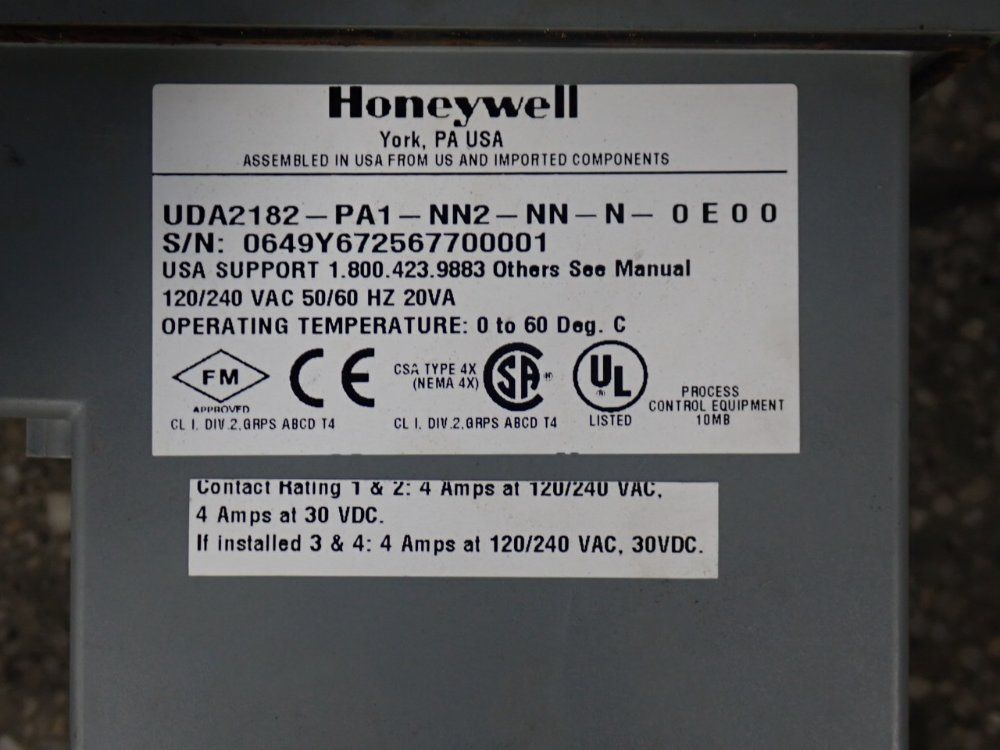 Honeywell
York, PA USA
ASSEMBLED IN USA FROM US AND IMPORTED COMPONENTS
UDA2182-PA1-NN2-NN-N-0E00
S/N: 0649Y672567700001
USA SUPPORT 1.800.423.9883 Others See Manual
120/240 VAC 50/60 HZ 20VA
OPERATING TEMPERATURE: 0 to 60 Deg. C
FM
APPROVED
CL I. DIV.2.GRPS ABCD T4
CE
CSA TYPE 4X
(NEMA 4X)
SA
CL I. DIV.2.GRPS ABCD T4
UL
LISTED
PROCESS
CONTROL EQUIPMENT
10MB
Contact Rating 1 & 2: 4 Amps at 120/240 VAC,
4 Amps at 30 VDC.
If installed 3 & 4: 4 Amps at 120/240 VAC, 30VDC.